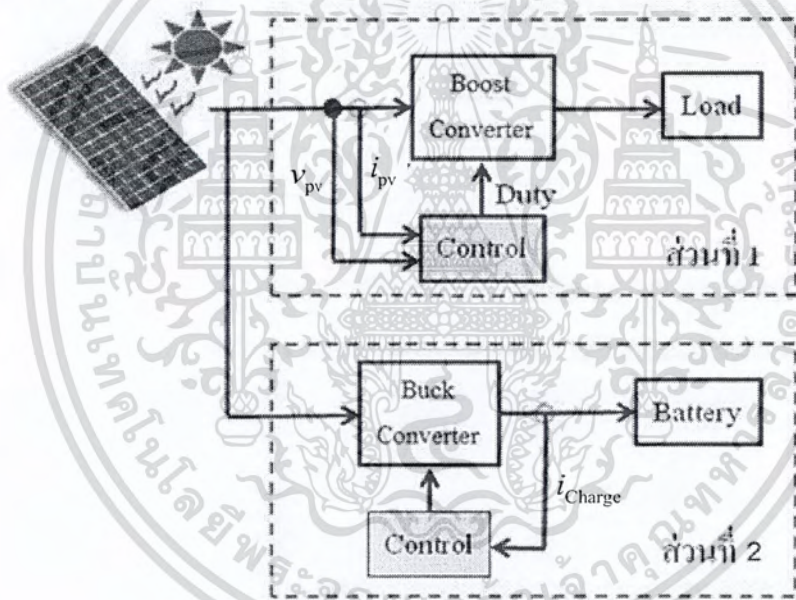 Boost
Converter
Load
v_pv
i_pv
Duty
Control
ส่วนที่ 1
Buck
Converter
Battery
i_Charge
Control
ส่วนที่ 2